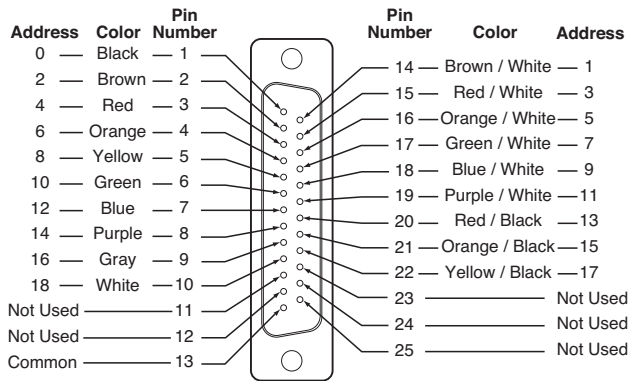 Address Color Pin Number
0 Black 1
2 Brown 2
4 Red 3
6 Orange 4
8 Yellow 5
10 Green 6
12 Blue 7
14 Purple 8
16 Gray 9
18 White 10
Not Used 11
Not Used 12
Common 13
Pin Number Color Address
14 Brown / White 1
15 Red / White 3
16 Orange / White 5
17 Green / White 7
18 Blue / White 9
19 Purple / White 11
20 Red / Black 13
21 Orange / Black 15
22 Yellow / Black 17
23 Not Used
24 Not Used
25 Not Used